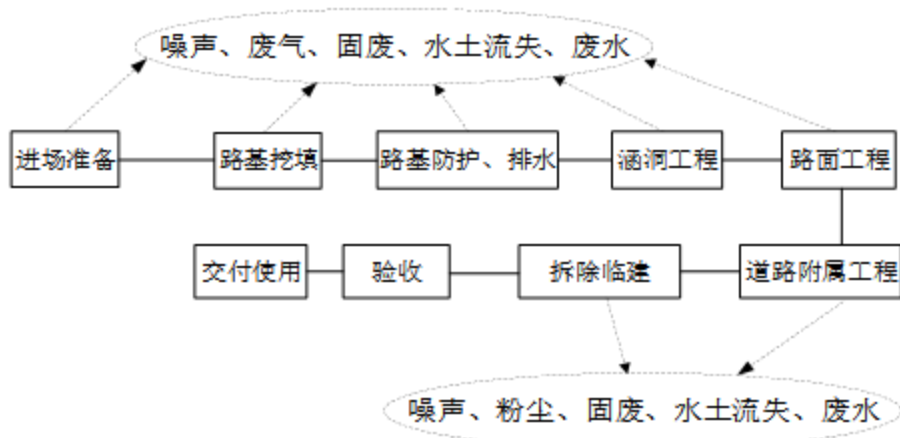 噪声、废气、固废、水土流失、废水
进场准备
路基挖填
路基防护、排水
涵洞工程
路面工程
交付使用
验收
拆除临建
道路附属工程
噪声、粉尘、固废、水土流失、废水